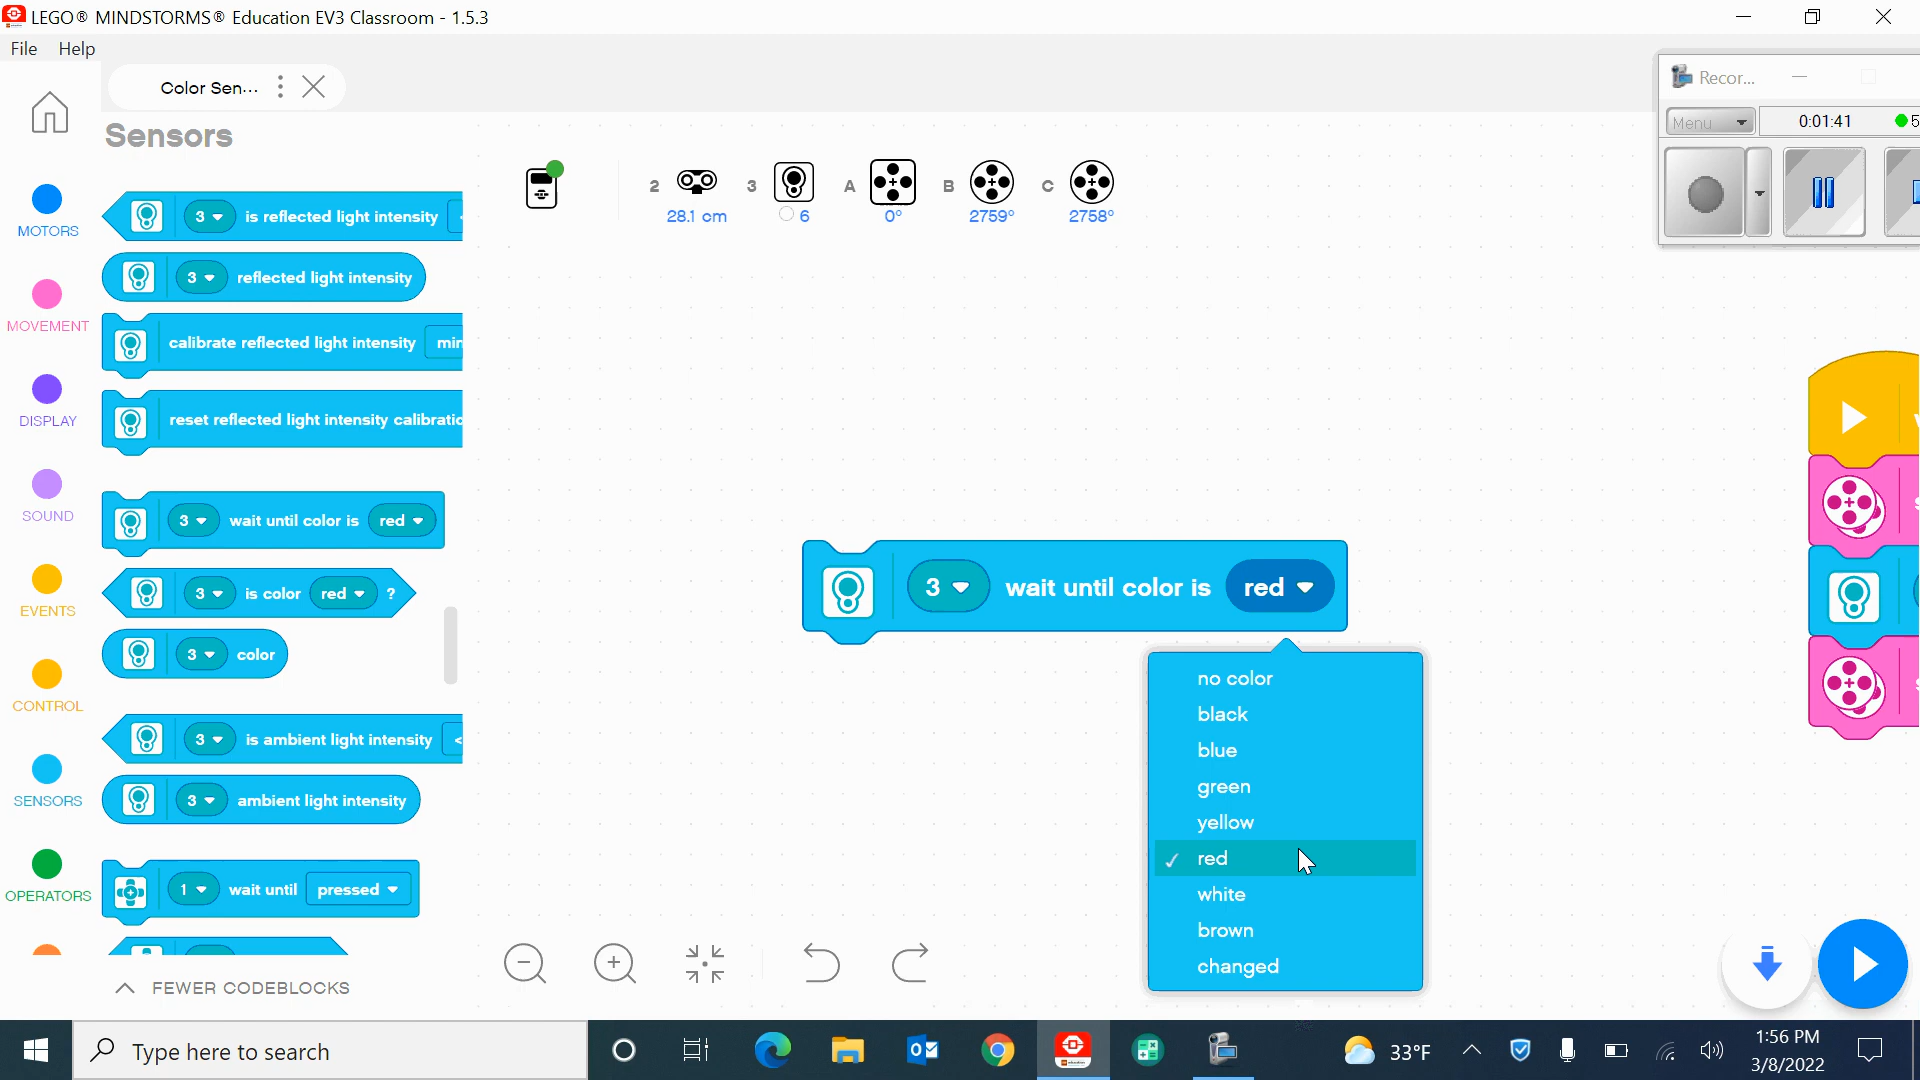 LEGO® MINDSTORMS® Education EV3 Classroom - 1.5.3
File Help
Color Sen...
Recor...
Menu 0:01:41 5
Sensors
MOTORS
MOVEMENT
DISPLAY
SOUND
EVENTS
CONTROL
SENSORS
OPERATORS
3 is reflected light intensity
3 reflected light intensity
calibrate reflected light intensity min
reset reflected light intensity calibratio
3 wait until color is red
3 is color red ?
3 color
3 is ambient light intensity <
3 ambient light intensity
1 wait until pressed
FEWER CODEBLOCKS
2 3 A B C
28.1 cm 6 0° 2759° 2758°
3 wait until color is red
no color
black
blue
green
yellow
✓ red
white
brown
changed
Type here to search
33°F
1:56 PM
3/8/2022